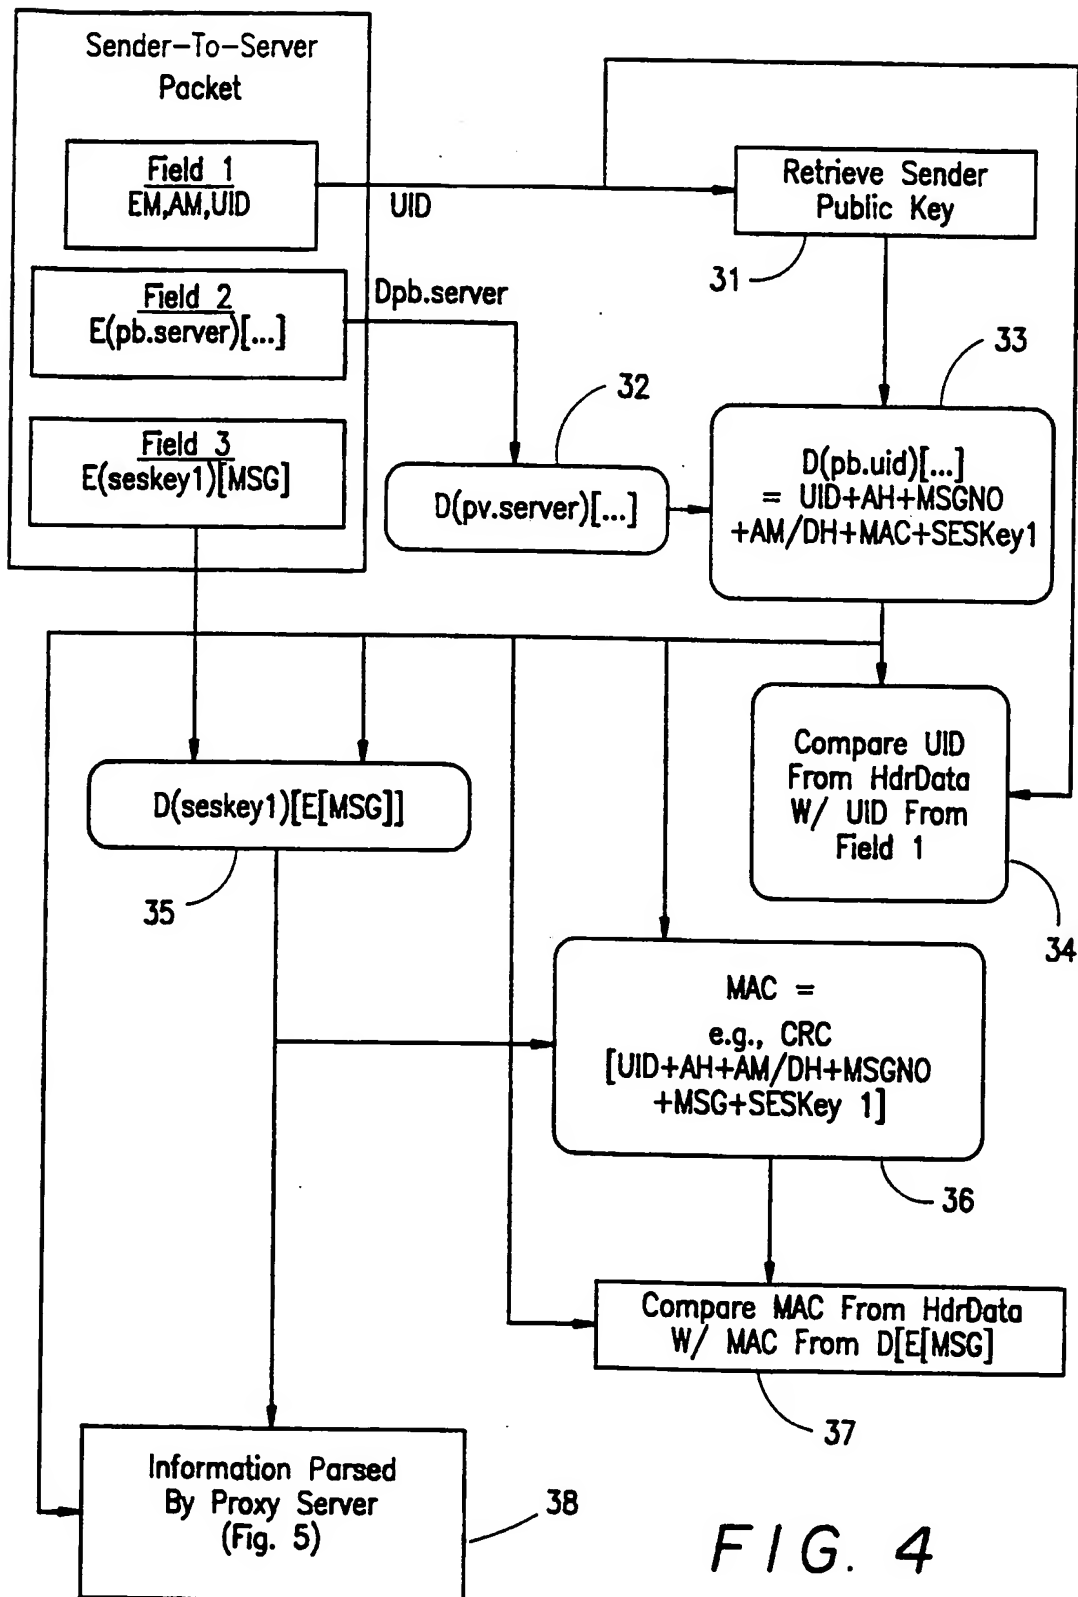 Sender-To-Server
Packet
Field 1
EM,AM,UID
UID
Retrieve Sender
Public Key
31
Field 2
E(pb.server)[...]
Dpb.server
33
32
Field 3
E(seskey1)[MSG]
D(pv.server)[...]
D(pb.uid)[...]
= UID+AH+MSGNO
+AM/DH+MAC+SESKey1
Compare UID
From HdrData
W/ UID From
Field 1
34
D(seskey1)[E[MSG]]
35
MAC =
e.g., CRC
[UID+AH+AM/DH+MSGNO
+MSG+SESKey 1]
36
Compare MAC From HdrData
W/ MAC From D[E[MSG]
37
Information Parsed
By Proxy Server
(Fig. 5)
38
FIG. 4